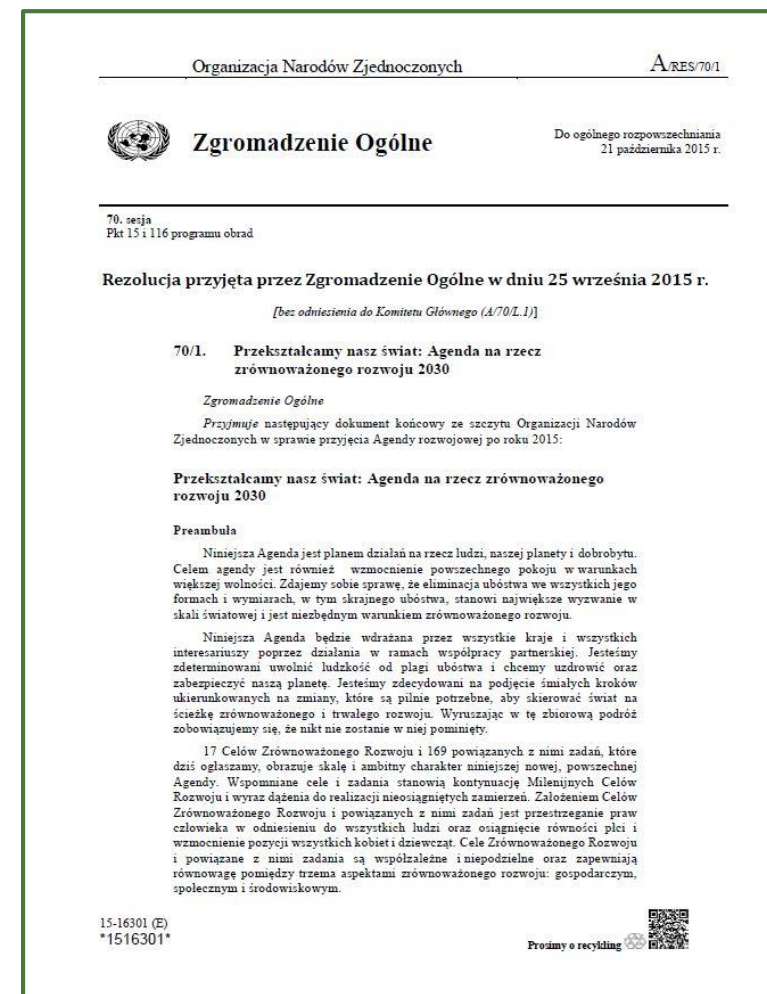 Organizacja Narodów Zjednoczonych A/RES/70/1
Zgromadzenie Ogólne
Do ogólnego rozpowszechniania
21 października 2015 r.
70. sesja
Pkt 15 i 116 programu obrad
Rezolucja przyjęta przez Zgromadzenie Ogólne w dniu 25 września 2015 r.
[bez odniesienia do Komitetu Głównego (A/70/L.1)]
70/1. Przekształcamy nasz świat: Agenda na rzecz
zrównoważonego rozwoju 2030
Zgromadzenie Ogólne
Przyjmuje następujący dokument końcowy ze szczytu Organizacji Narodów
Zjednoczonych w sprawie przyjęcia Agendy rozwojowej po roku 2015:
Przekształcamy nasz świat: Agenda na rzecz zrównoważonego
rozwoju 2030
Preambuła
Niniejsza Agenda jest planem działań na rzecz ludzi, naszej planety i dobrobytu.
Celem agendy jest również wzmocnienie powszechnego pokoju w warunkach
większej wolności. Zdajemy sobie sprawę, że eliminacja ubóstwa we wszystkich jego
formach i wymiarach, w tym skrajnego ubóstwa, stanowi największe wyzwanie w
skali światowej i jest niezbędnym warunkiem zrównoważonego rozwoju.
Niniejsza Agenda będzie wdrażana przez wszystkie kraje i wszystkich
interesariuszy poprzez działania w ramach współpracy partnerskiej. Jesteśmy
zdeterminowani uwolnić ludzkość od plagi ubóstwa i chcemy uzdrowić oraz
zabezpieczyć naszą planetę. Jesteśmy zdecydowani na podjęcie śmiałych kroków
ukierunkowanych na zmiany, które są pilnie potrzebne, aby skierować świat na
ścieżkę zrównoważonego i trwałego rozwoju. Wyruszając w tę zbiorową podróż
zobowiązujemy się, że nikt nie zostanie w niej pominięty.
17 Celów Zrównoważonego Rozwoju i 169 powiązanych z nimi zadań, które
dziś ogłaszamy, obrazuje skalę i ambitny charakter niniejszej nowej, powszechnej
Agendy. Wspomniane cele i zadania stanowią kontynuację Milenijnych Celów
Rozwoju i wyraz dążenia do realizacji nieosiągniętych zamierzeń. Założeniem Celów
Zrównoważonego Rozwoju i powiązanych z nimi zadań jest przestrzeganie praw
człowieka w odniesieniu do wszystkich ludzi oraz osiągnięcie równości płci i
wzmocnienie pozycji wszystkich kobiet i dziewcząt. Cele Zrównoważonego Rozwoju
i powiązane z nimi zadania są współzależne i niepodzielne oraz zapewniają
równowagę pomiędzy trzema aspektami zrównoważonego rozwoju: gospodarczym,
społecznym i środowiskowym.
15-16301 (E)
*1516301*
Prosimy o recykling